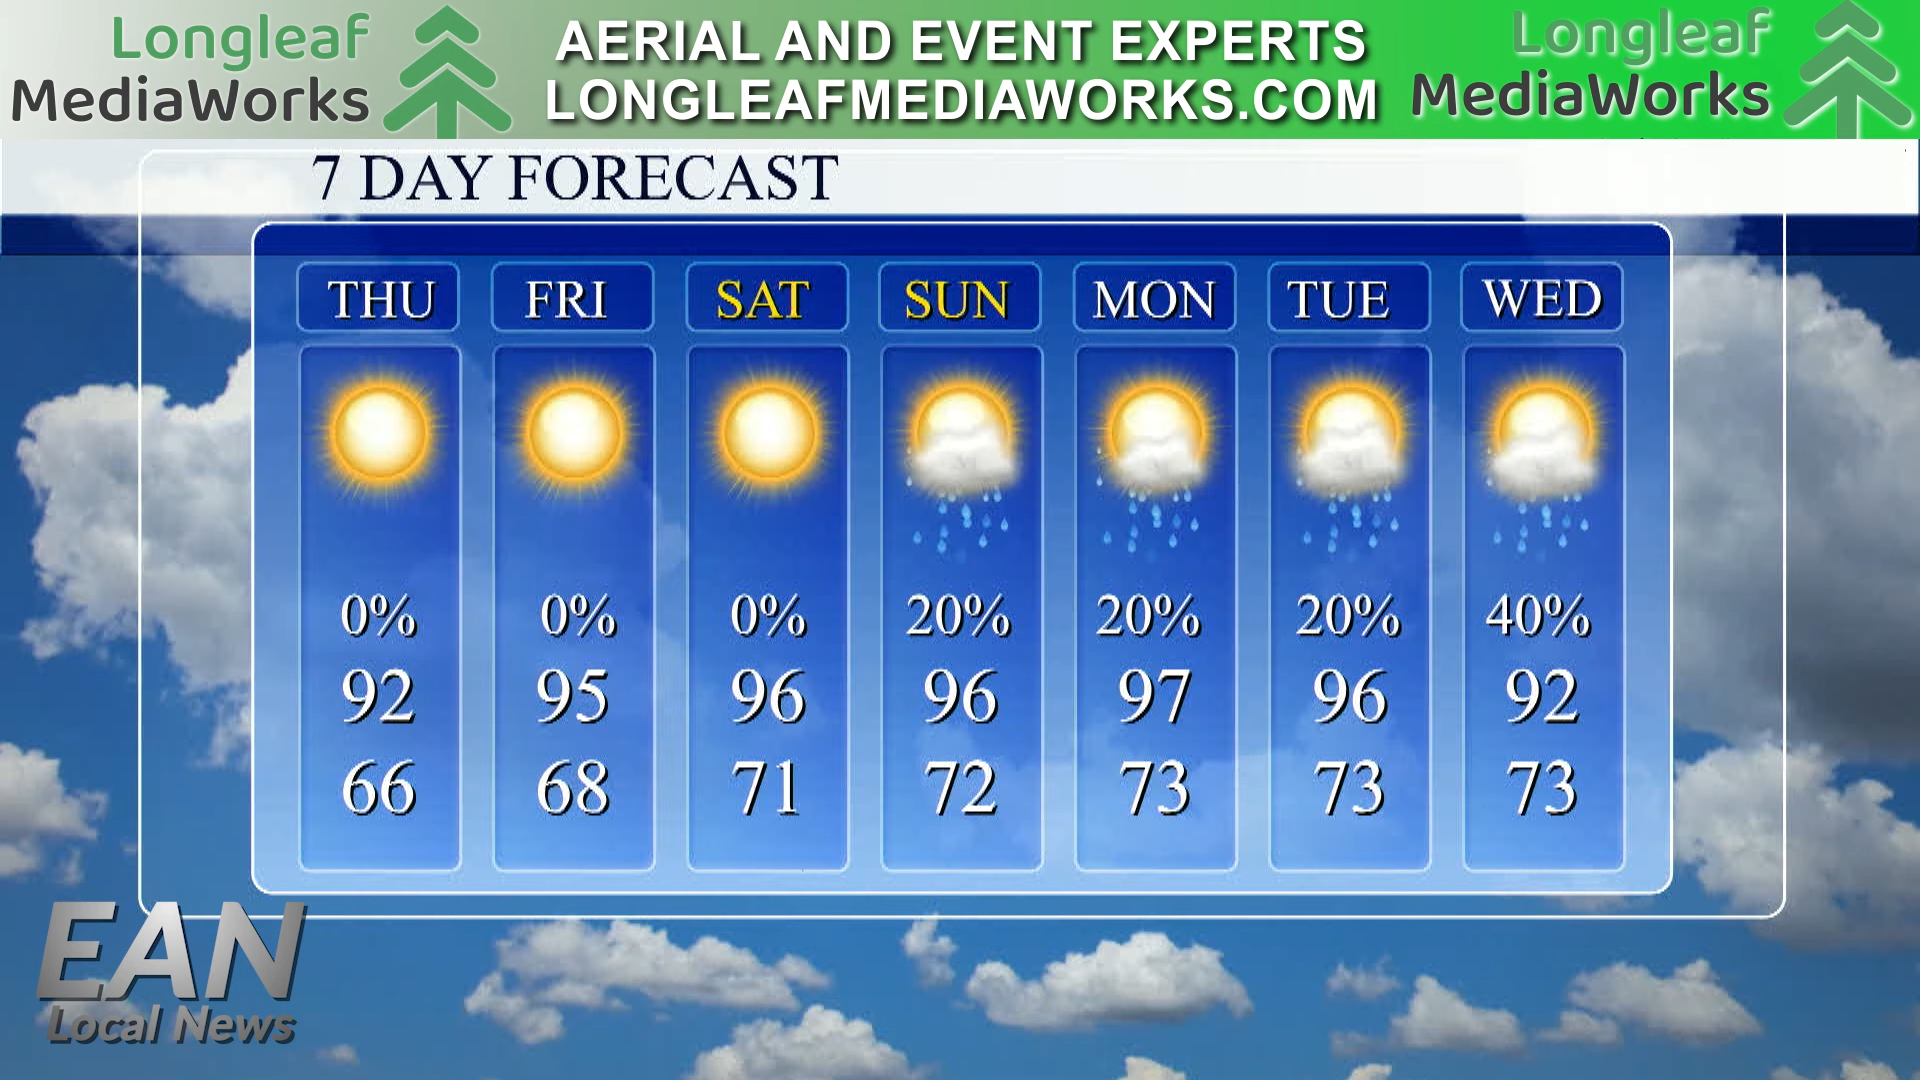 Longleaf
MediaWorks
AERIAL AND EVENT EXPERTS
LONGLEAFMEDIAWORKS.COM
Longleaf
MediaWorks
7 DAY FORECAST
THU FRI SAT SUN MON TUE WED
0% 0% 0% 20% 20% 20% 40%
92 95 96 96 97 96 92
66 68 71 72 73 73 73
EAN
Local News